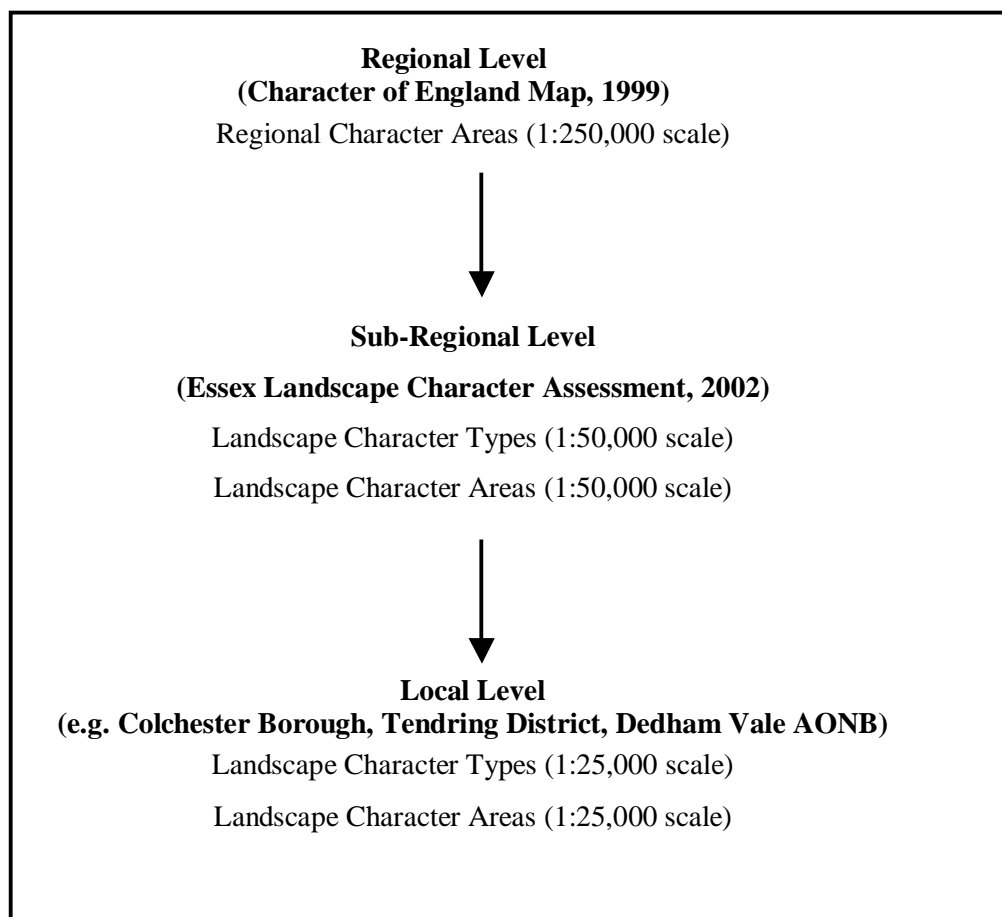 Regional Level
(Character of England Map, 1999)
Regional Character Areas (1:250,000 scale)
Sub-Regional Level
(Essex Landscape Character Assessment, 2002)
Landscape Character Types (1:50,000 scale)
Landscape Character Areas (1:50,000 scale)
Local Level
(e.g. Colchester Borough, Tendring District, Dedham Vale AONB)
Landscape Character Types (1:25,000 scale)
Landscape Character Areas (1:25,000 scale)